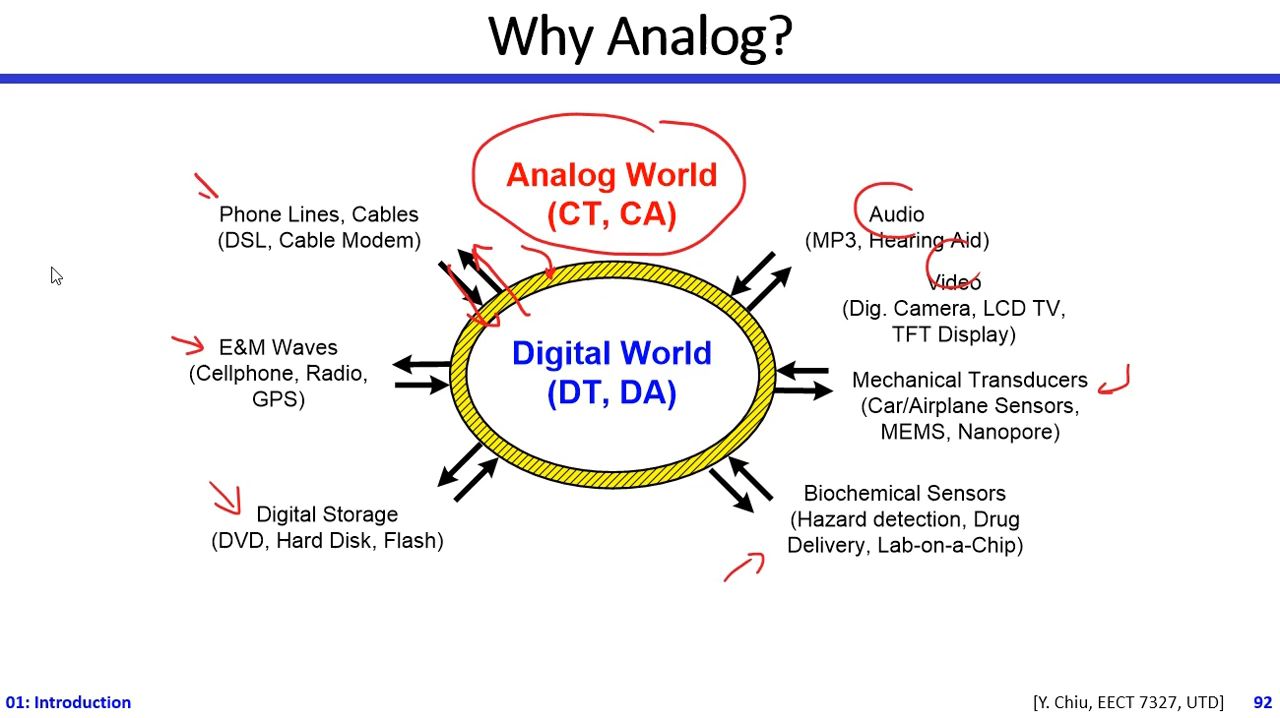 Why Analog?
Analog World
(CT, CA)
Phone Lines, Cables
(DSL, Cable Modem)
E&M Waves
(Cellphone, Radio,
GPS)
Digital Storage
(DVD, Hard Disk, Flash)
Digital World
(DT, DA)
Audio
(MP3, Hearing Aid)
Video
(Dig. Camera, LCD TV,
TFT Display)
Mechanical Transducers
(Car/Airplane Sensors,
MEMS, Nanopore)
Biochemical Sensors
(Hazard detection, Drug
Delivery, Lab-on-a-Chip)
01: Introduction
[Y. Chiu, EECT 7327, UTD]
92